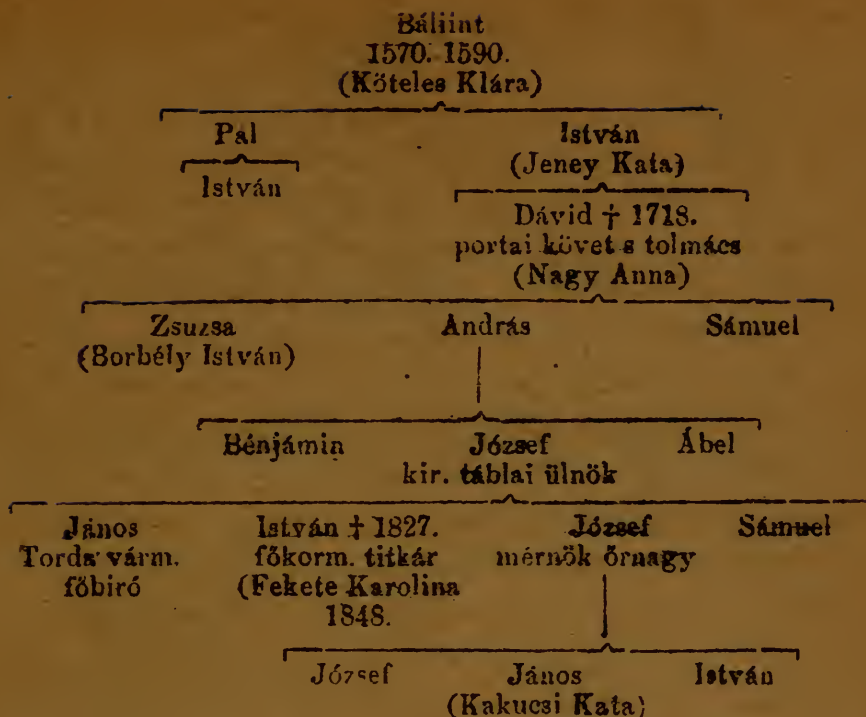 Báliint
1570. 1590.
(Köteles Klára)
Pál István
(Jeney Kata)
István
Dávid † 1718.
portai követ s tolmács
(Nagy Anna)
Zsuzsa András Sámuel
(Borbély István)
Bénjámin József Ábel
kir. táblai ülnök
János István † 1827. József Sámuel
Torda várm. főkorm. titkár mérnök őrnagy
főbiró (Fekete Karolina
1848.
József János István
(Kakucsi Kata)